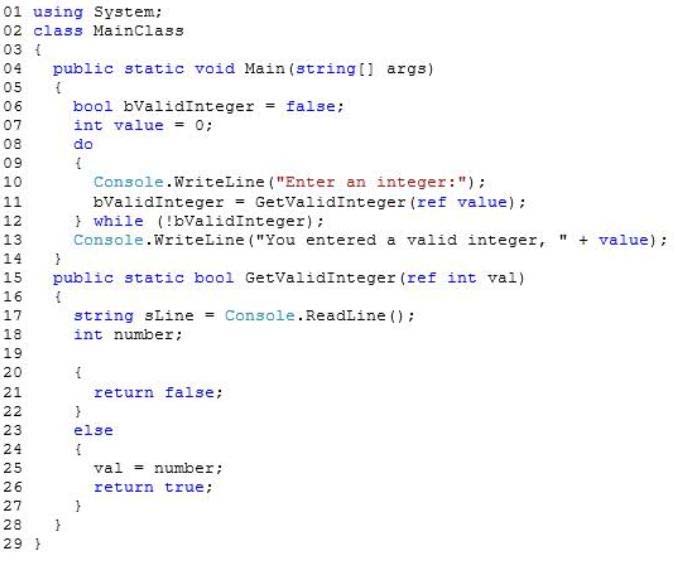 01 using System;
02 class MainClass
03 {
04   public static void Main(string[] args)
05   {
06     bool bValidInteger = false;
07     int value = 0;
08     do
09     {
10       Console.WriteLine("Enter an integer:");
11       bValidInteger = GetValidInteger(ref value);
12     } while (!bValidInteger);
13     Console.WriteLine("You entered a valid integer, " + value);
14   }
15   public static bool GetValidInteger(ref int val)
16   {
17     string sLine = Console.ReadLine();
18     int number;
19
20     {
21       return false;
22     }
23     else
24     {
25       val = number;
26       return true;
27     }
28   }
29 }